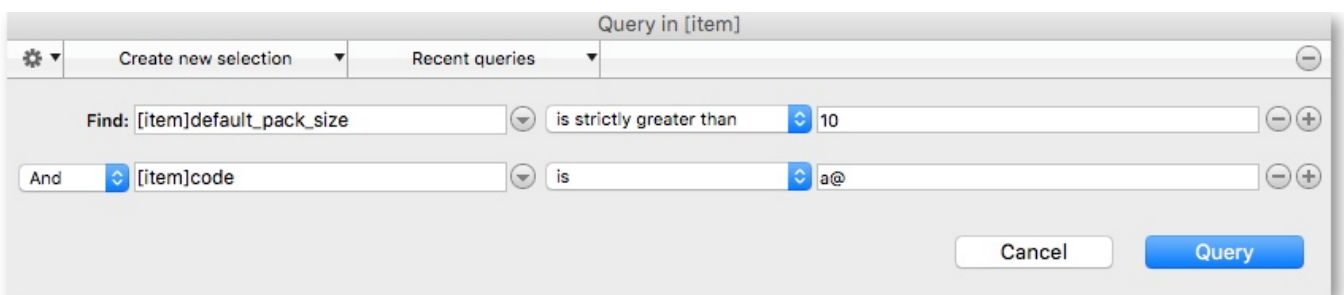 Query in [item]
Create new selection Recent queries
Find: [item]default_pack_size is strictly greater than 10
And [item]code is a@
Cancel Query